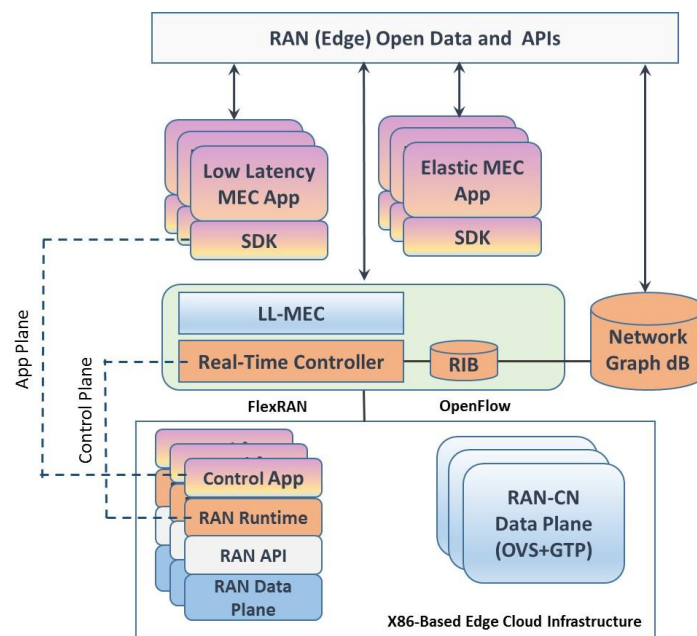 RAN (Edge) Open Data and APIs
Low Latency
MEC App
SDK
Elastic MEC
App
SDK
App Plane
Control Plane
LL-MEC
Real-Time Controller
RIB
Network
Graph dB
FlexRAN
OpenFlow
Control App
RAN Runtime
RAN API
RAN Data
Plane
RAN-CN
Data Plane
(OVS+GTP)
X86-Based Edge Cloud Infrastructure